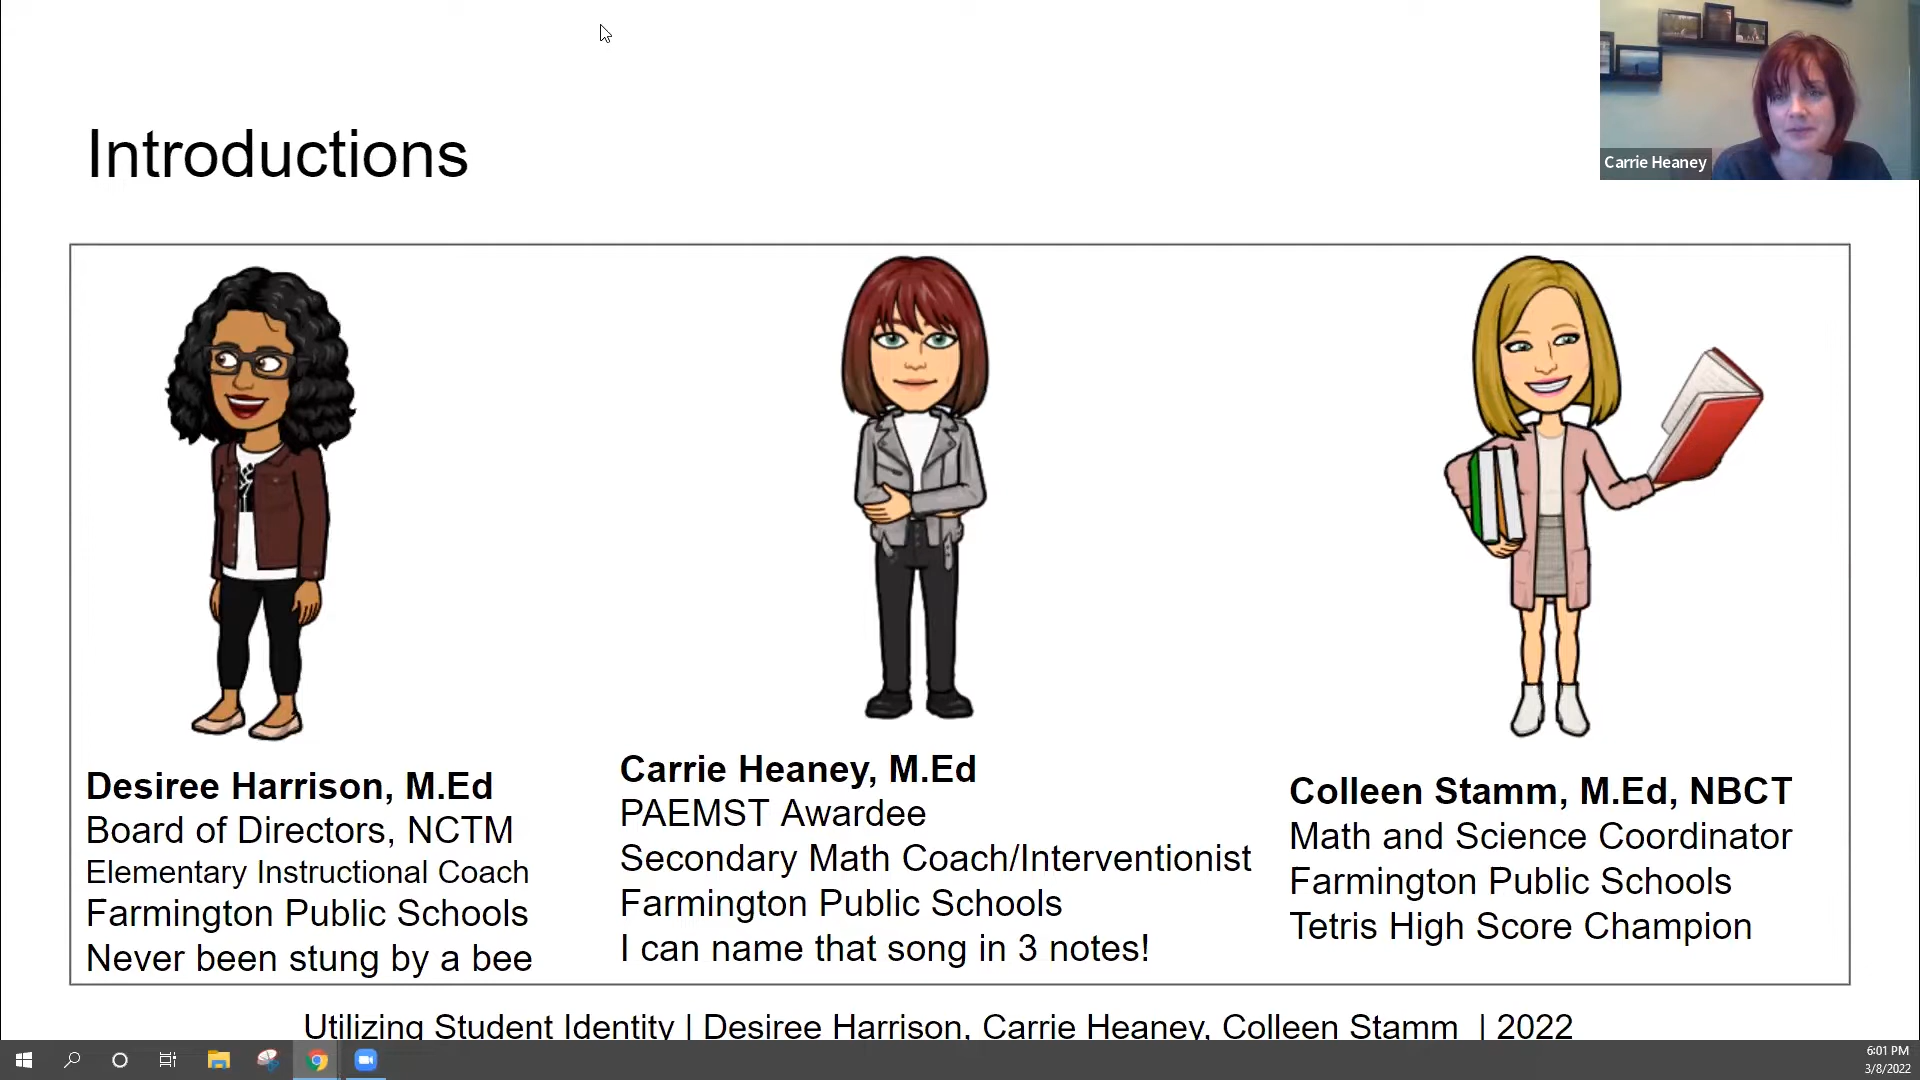 Carrie Heaney
Introductions
Desiree Harrison, M.Ed
Board of Directors, NCTM
Elementary Instructional Coach
Farmington Public Schools
Never been stung by a bee
Carrie Heaney, M.Ed
PAEMST Awardee
Secondary Math Coach/Interventionist
Farmington Public Schools
I can name that song in 3 notes!
Colleen Stamm, M.Ed, NBCT
Math and Science Coordinator
Farmington Public Schools
Tetris High Score Champion
Utilizing Student Identity | Desiree Harrison, Carrie Heaney, Colleen Stamm | 2022
6:01 PM
3/8/2022